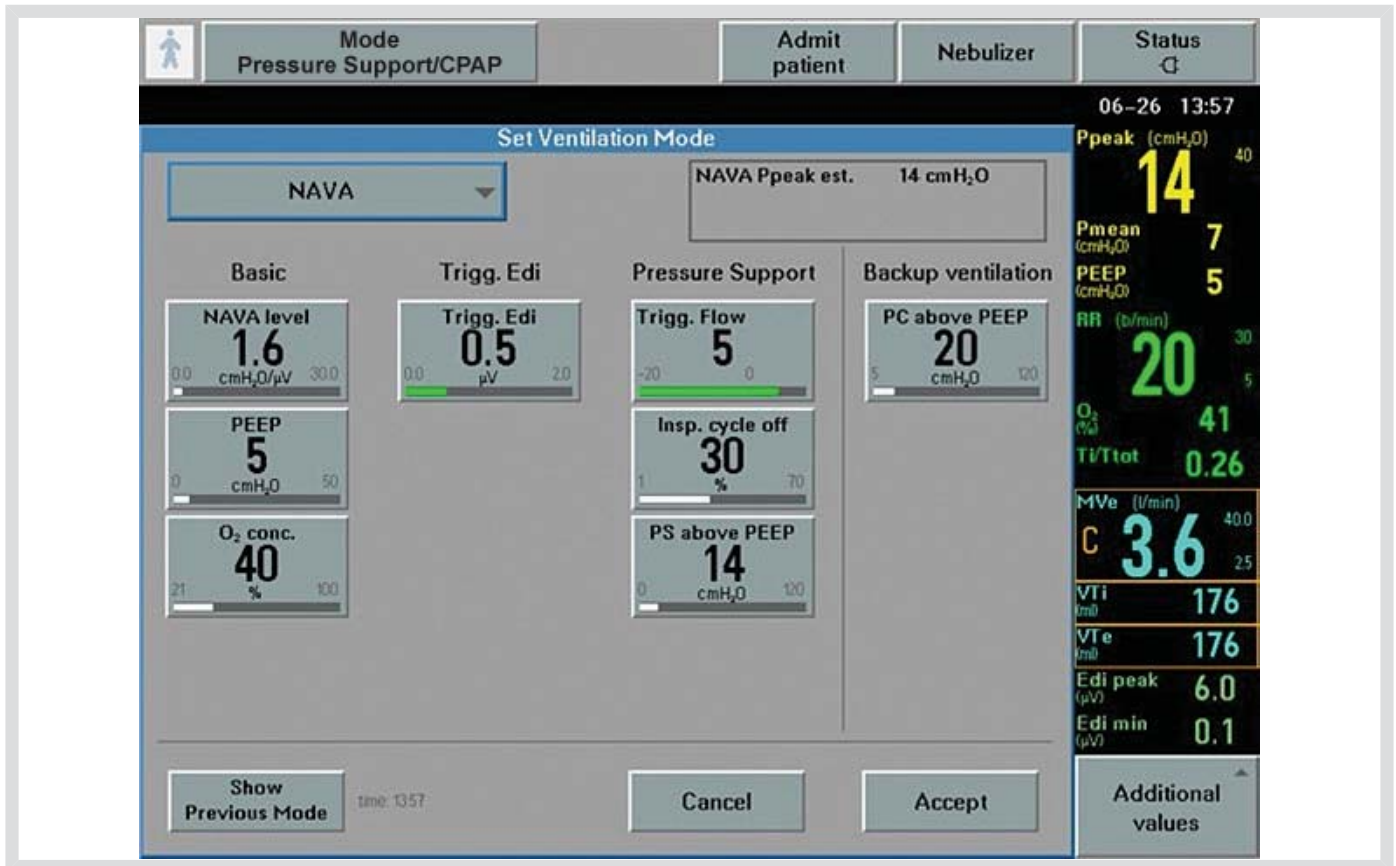 Mode
Pressure Support/CPAP
Admit
patient
Nebulizer
Status
06-26 13:57
Set Ventilation Mode
NAVA
NAVA Ppeak est. 14 cmH₂O
Basic
Trigg. Edi
Pressure Support
Backup ventilation
NAVA level
1.6
0.0 cmH₂O/µV 30.0
PEEP
5
0 cmH₂O 50
O₂ conc.
40
21 % 100
Trigg. Edi
0.5
0.0 µV 2.0
Trigg. Flow
5
-20 0
Insp. cycle off
30
1 % 70
PS above PEEP
14
0 cmH₂O 120
PC above PEEP
20
5 cmH₂O 120
Show
Previous Mode
time: 13:57
Cancel
Accept
Ppeak (cmH₂O)
14 40
Pmean
(cmH₂O) 7
PEEP
(cmH₂O) 5
RR (b/min)
20 30
5
O₂
(%) 41
Ti/Ttot 0.26
MVe (l/min)
C 3.6 40.0
2.5
VTi
(ml) 176
VTe
(ml) 176
Edi peak
(µV) 6.0
Edi min
(µV) 0.1
Additional
values